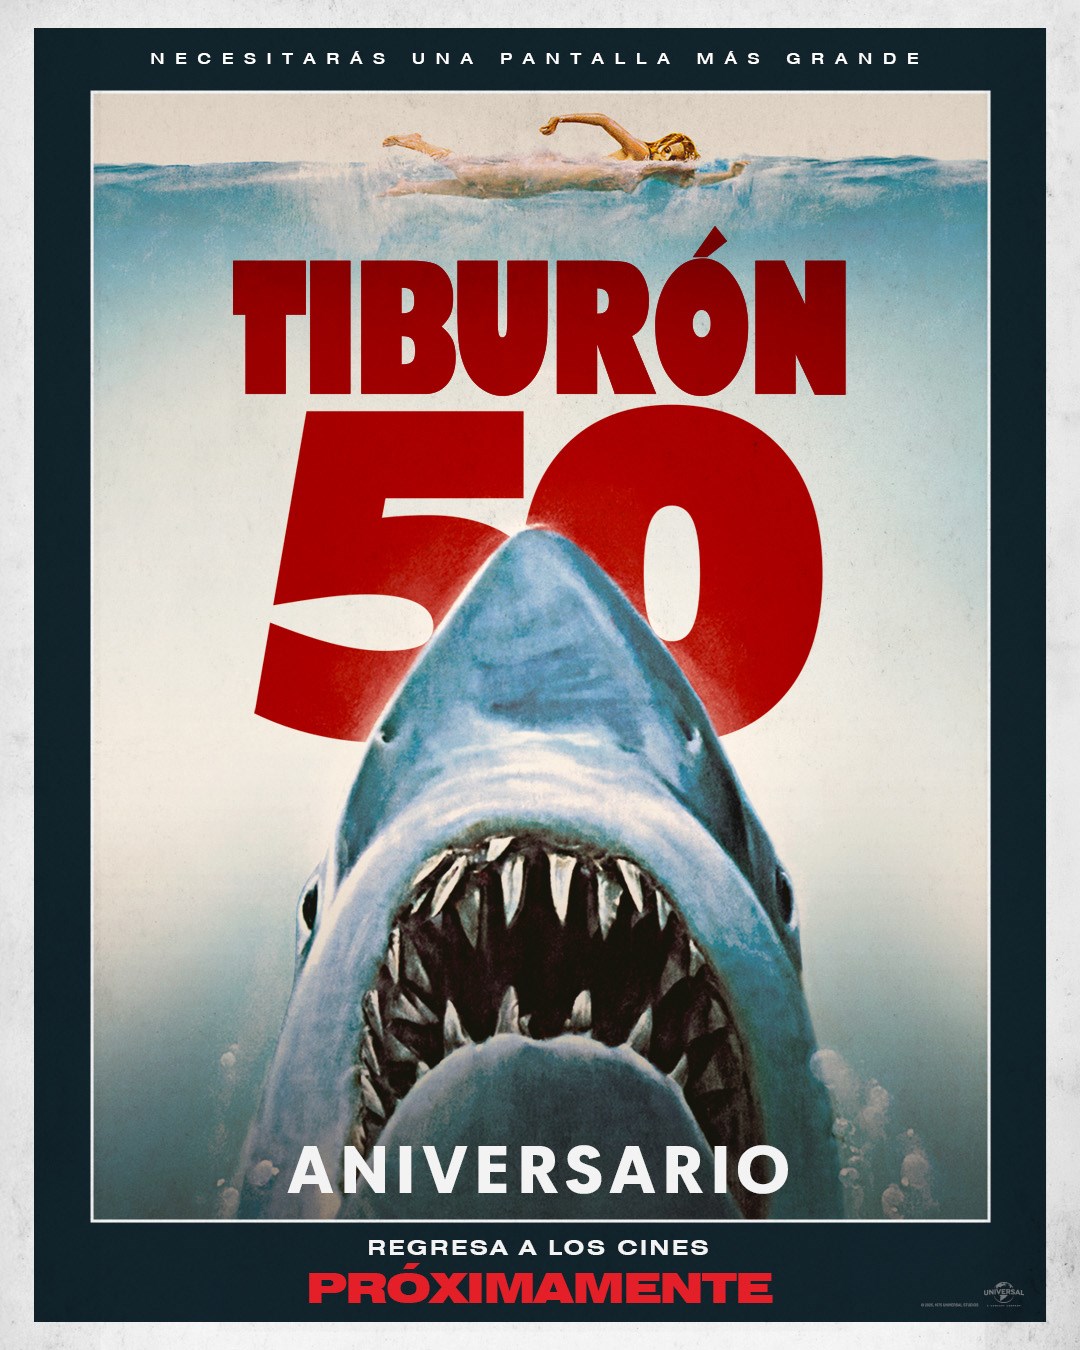 NECESITARÁS UNA PANTALLA MÁS GRANDE
TIBURÓN
50
ANIVERSARIO
REGRESA A LOS CINES
PRÓXIMAMENTE
UNIVERSAL